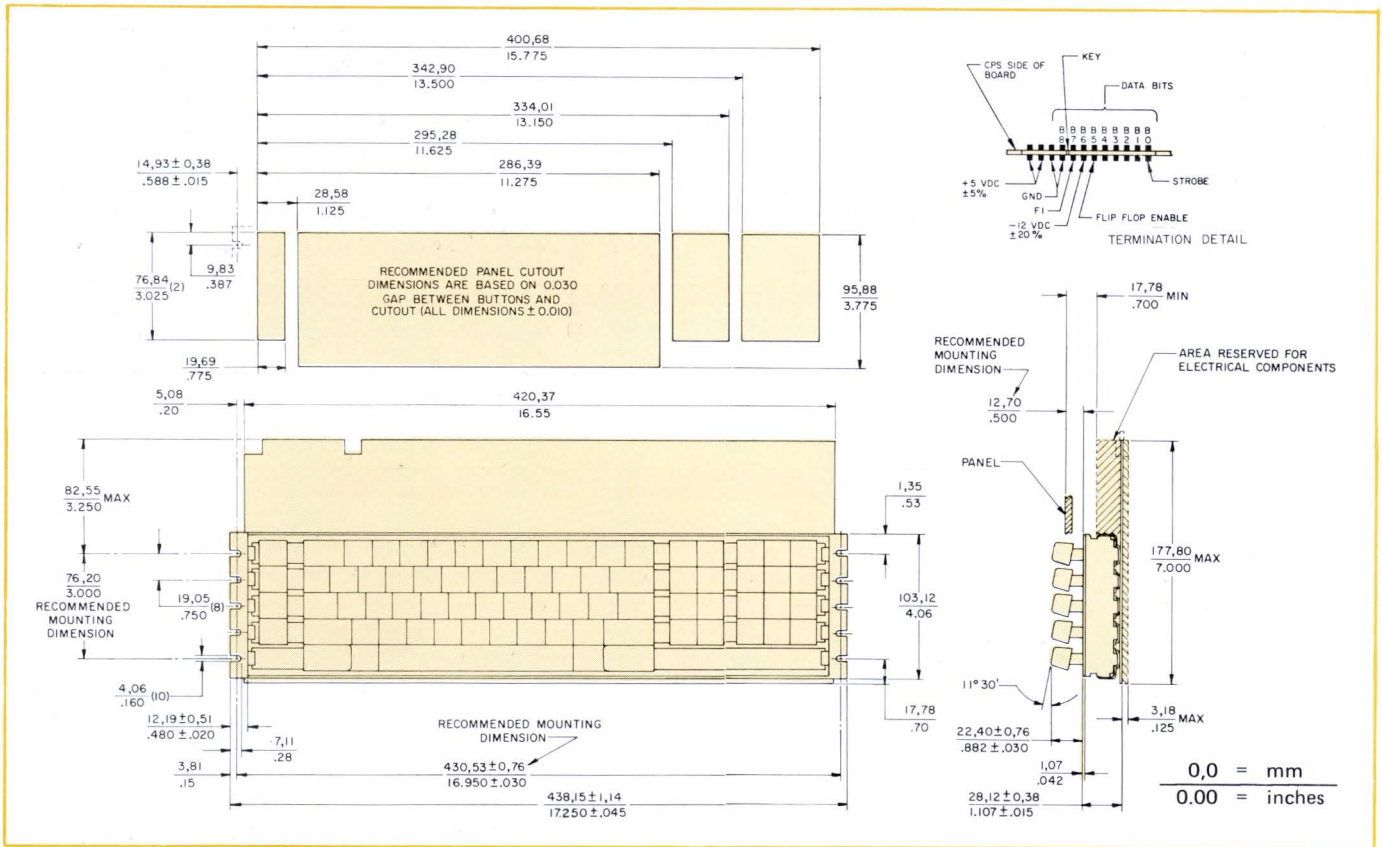 400,68
15.775
342,90
13.500
334,01
13.150
295,28
11.625
14,93 ± 0,38
.588 ± .015
286,39
11.275
28,58
1.125
76,84 (2)
3.025
9,83
.387
RECOMMENDED PANEL CUTOUT
DIMENSIONS ARE BASED ON 0.030
GAP BETWEEN BUTTONS AND
CUTOUT (ALL DIMENSIONS ± 0.010)
95,88
3.775
19,69
.775
CPS SIDE OF
BOARD
KEY
DATA BITS
B B B B B B B B B
8 7 6 5 4 3 2 1 0
+5 VDC
±5%
GND
F1
-12 VDC
±20%
FLIP FLOP ENABLE
STROBE
TERMINATION DETAIL
5,08
.20
420,37
16.55
82,55 MAX
3.250
1,35
.53
76,20
3.000
RECOMMENDED
MOUNTING
DIMENSION
19,05 (8)
.750
103,12
4.06
4,06 (10)
.160
12,19±0,51
.480 ±.020
7,11
.28
3,81
.15
RECOMMENDED MOUNTING
DIMENSION
430,53±0,76
16.950±.030
438,15±1,14
17.250±.045
17,78
.70
17,78 MIN
.700
RECOMMENDED
MOUNTING
DIMENSION
12,70
.500
AREA RESERVED FOR
ELECTRICAL COMPONENTS
PANEL
177,80 MAX
7.000
11°30'
22,40±0,76
.882 ±.030
3,18 MAX
.125
1,07
.042
28,12±0,38
1.107±.015
0,0 = mm
0.00 = inches